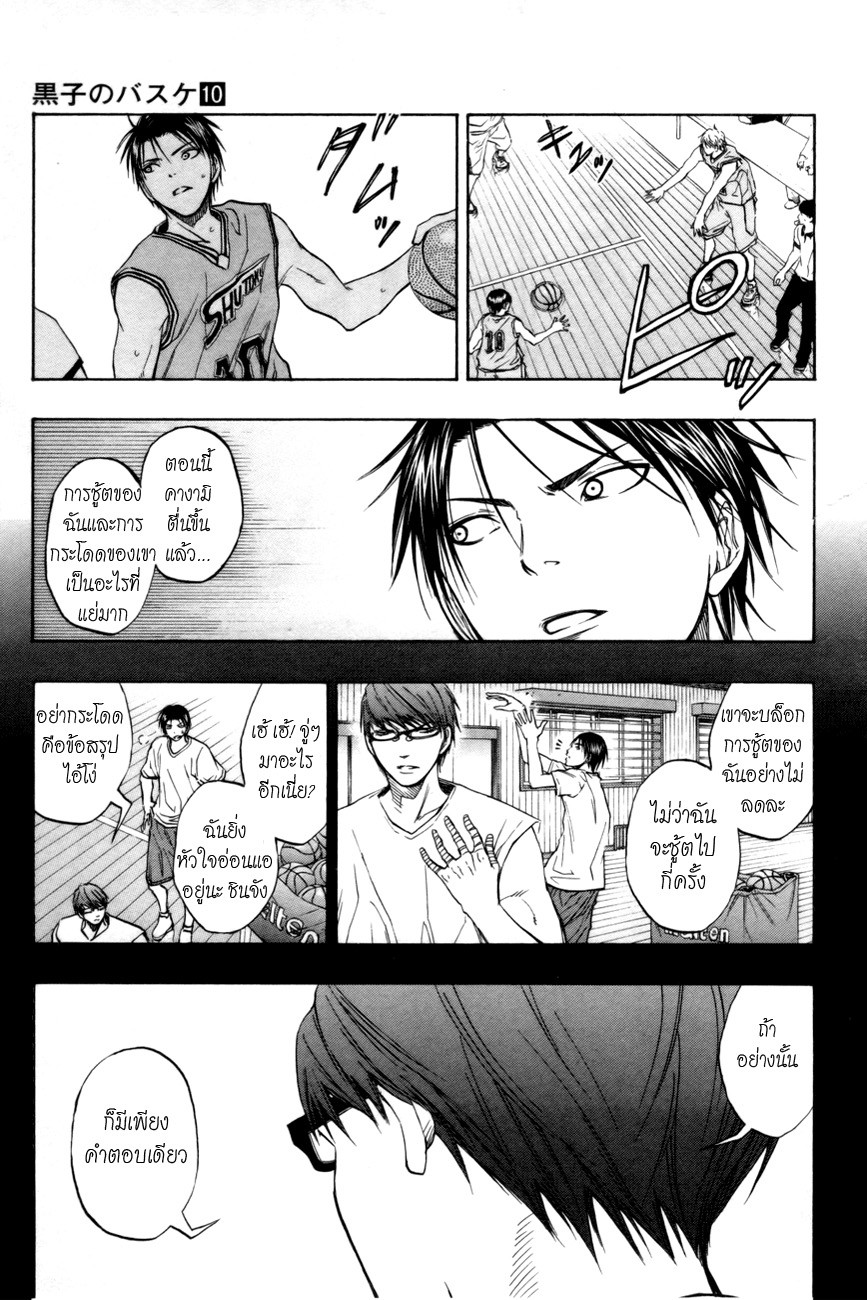 黒子のバスケ10
キュッ
ダムッ
SHUTOKU
10
ピピッ
ตอนนี้
คางามิ
ตื่นขึ้น
แล้ว...
การชู้ตของ
ฉันและการ
กระโดดของเขา
เป็นอะไรที่
แย่มาก
เขาจะบล็อก
การชู้ตของ
ฉันอย่างไม่
ลดละ
ไม่ว่าฉัน
จะชู้ตไป
กี่ครั้ง
molten
เฮ้ เฮ้! จู่ๆ
มาอะไร
อีกเนี่ย?
ฉันยิ่ง
หัวใจอ่อนแอ
อยู่นะ ชินจัง
อย่ากระโดด
คือข้อสรุป
ไอ้โง่
molten
ถ้า
อย่างนั้น
ก็มีเพียง
คำตอบเดียว